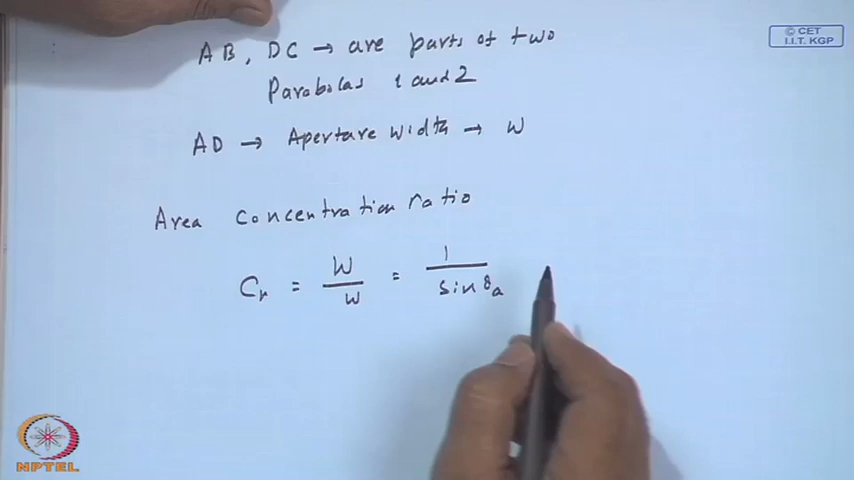 AB, DC → are parts of two
Parabolas 1 and 2
AD → Aperture width → W
Area concentration ratio
Cr = W / w = 1 / sin θa
© CET
I.I.T. KGP
NPTEL